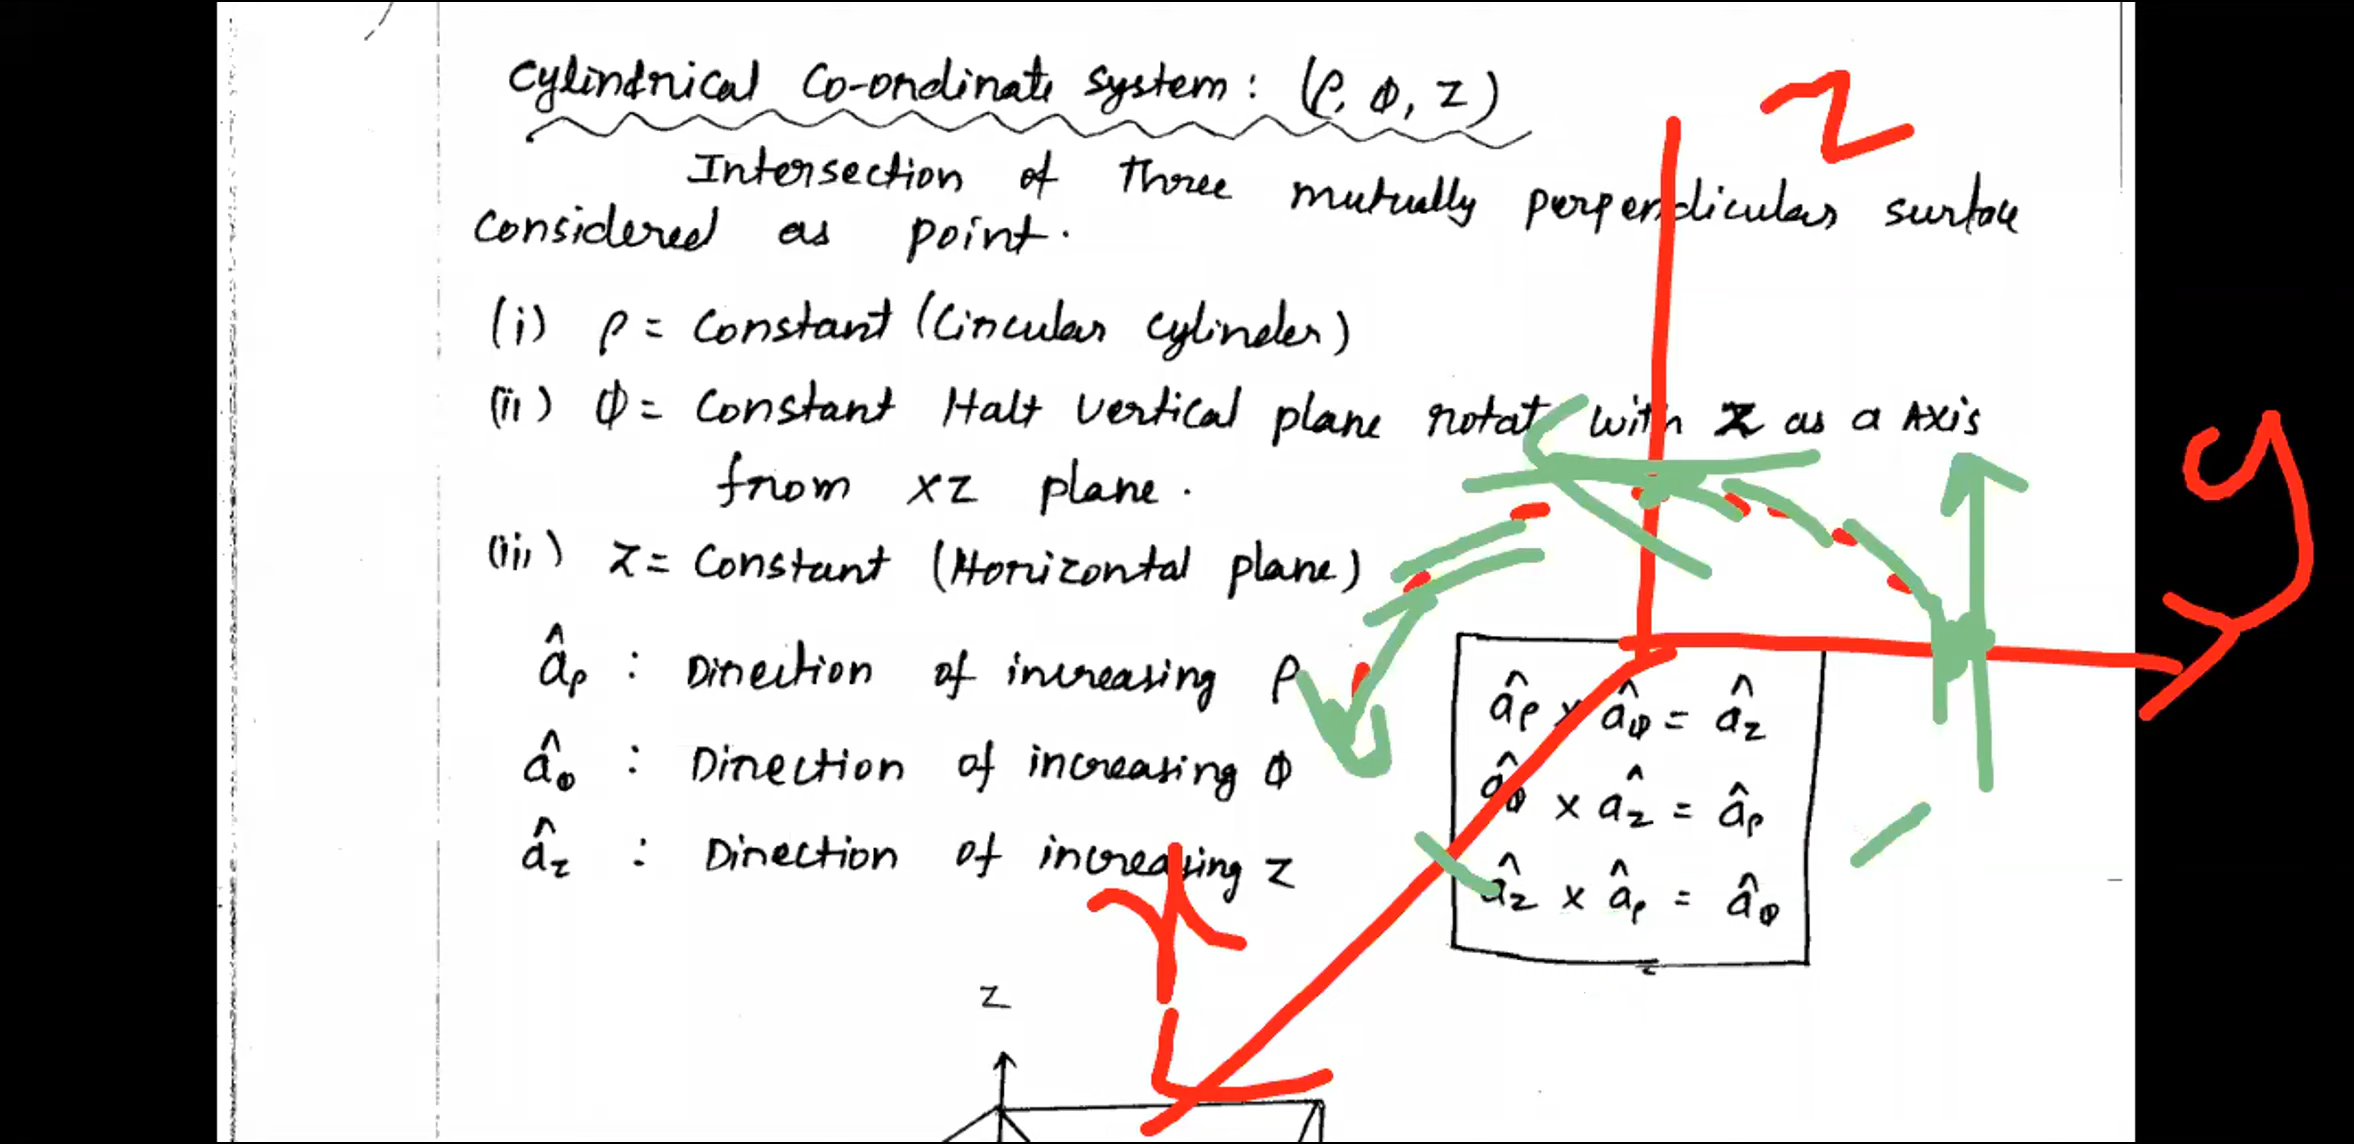 Cylindrical Co-ordinate System: (ρ, φ, z)
Intersection of Three mutually perpendicular surface
Considered as point.
(i) ρ = Constant (Circular Cylinder)
(ii) φ = Constant Half vertical plane rotat with z as a Axis
from xz plane.
(iii) z = Constant (Horizontal plane)
âρ : Direction of increasing ρ
âφ : Direction of increasing φ
âz : Direction of increasing z
âρ × âφ = âz
âφ × âz = âρ
âz × âρ = âφ
z
z
y
x